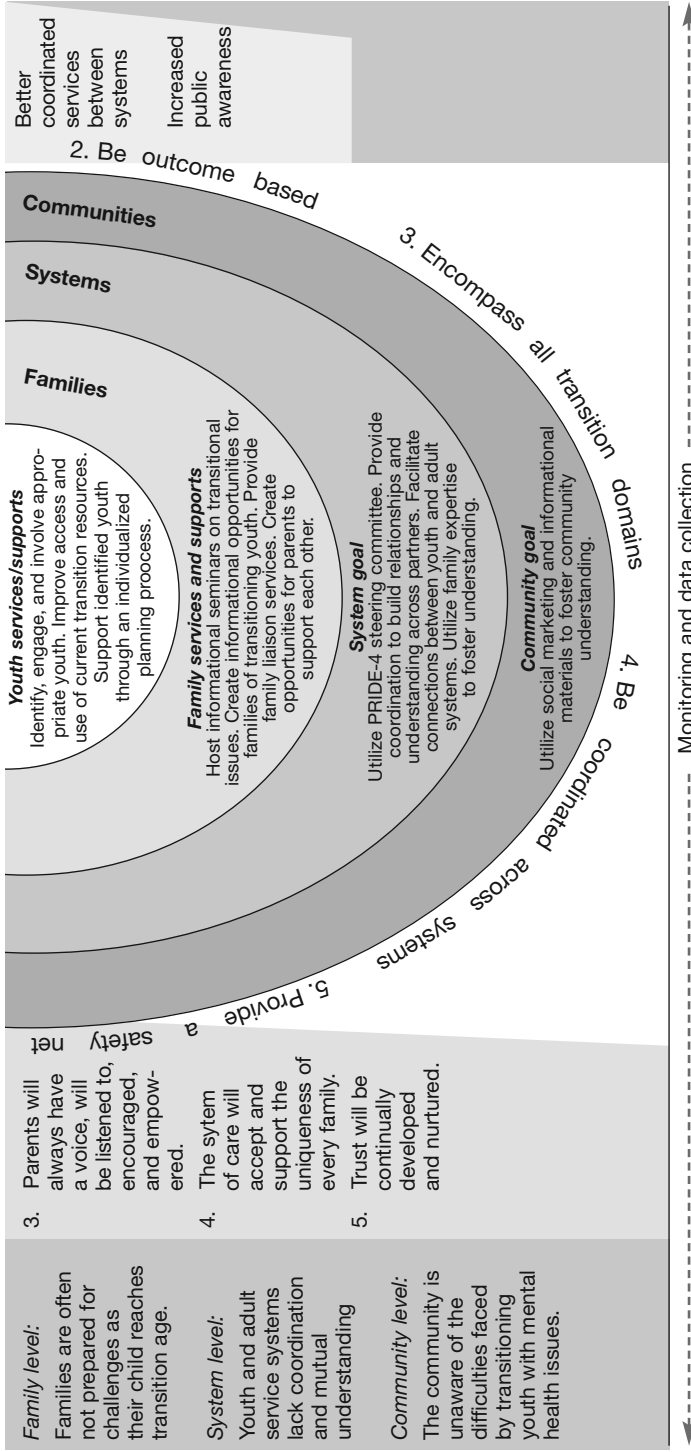 Family level:
Families are often
not prepared for
challenges as
their child reaches
transition age.
System level:
Youth and adult
service systems
lack coordination
and mutual
understanding
Community level:
The community is
unaware of the
difficulties faced
by transitioning
youth with mental
health issues.
3. Parents will
always have
a voice, will
be listened to,
encouraged,
and empow-
ered.
4. The sytem
of care will
accept and
support the
uniqueness of
every family.
5. Trust will be
continually
developed
and nurtured.
Youth services/supports
Identify, engage, and involve appro-
priate youth. Improve access and
use of current transition resources.
Support identified youth
through an individualized
planning proocess.
Families
Family services and supports
Host informational seminars on transitional
issues. Create informational opportunities for
families of transitioning youth. Provide
family liaison services. Create
opportunities for parents to
support each other.
Systems
System goal
Utilize PRIDE-4 steering committee. Provide
coordination to build relationships and
understanding across partners. Facilitate
connections between youth and adult
systems. Utilize family expertise
to foster understanding.
Communities
Community goal
Utilize social marketing and informational
materials to foster community
understanding.
2. Be outcome based
3. Encompass all transition domains
4. Be coordinated across systems
5. Provide a safety net
Better
coordinated
services
between
systems
Increased
public
awareness
Monitoring and data collection